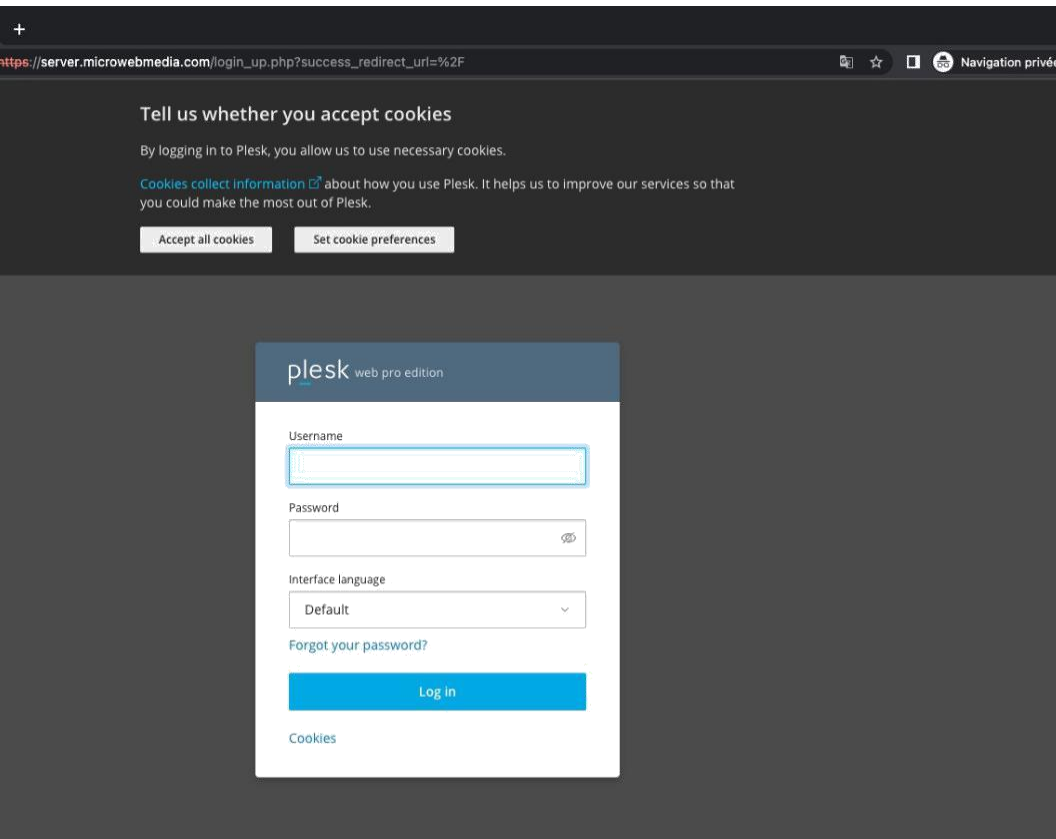 +
https://server.microwebmedia.com/login_up.php?success_redirect_url=%2F
Navigation privée
Tell us whether you accept cookies
By logging in to Plesk, you allow us to use necessary cookies.
Cookies collect information about how you use Plesk. It helps us to improve our services so that
you could make the most out of Plesk.
Accept all cookies
Set cookie preferences
plesk web pro edition
Username
Password
Interface language
Default
Forgot your password?
Log in
Cookies